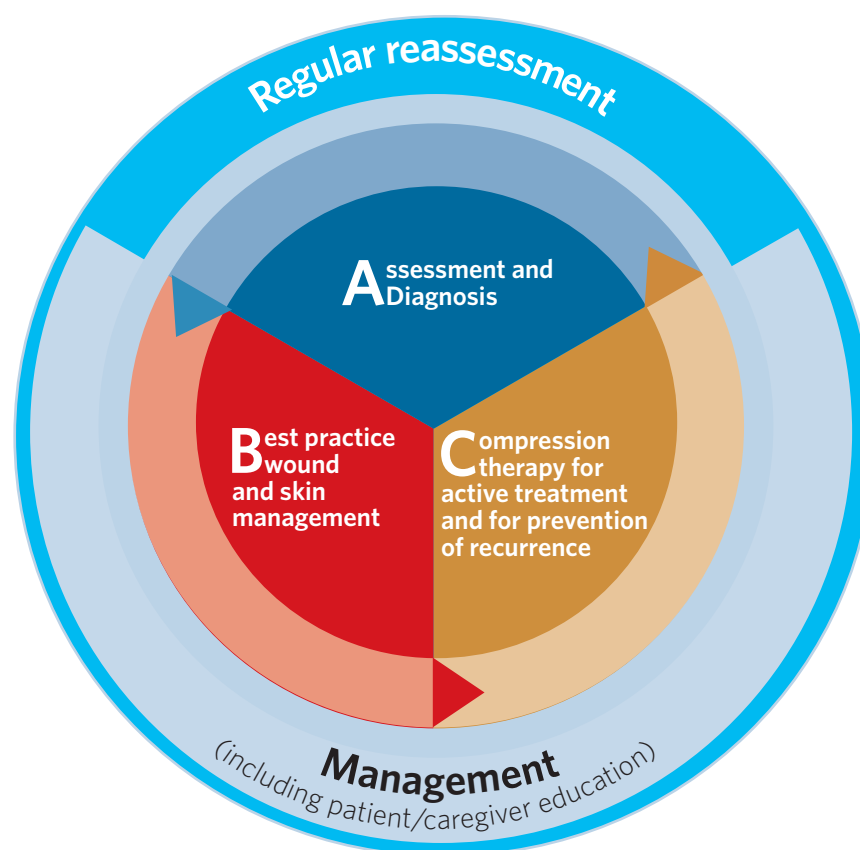 Regular reassessment
Assessment and
Diagnosis
Best practice
wound
and skin
management
Compression
therapy for
active treatment
and for prevention
of recurrence
Management
(including patient/caregiver education)